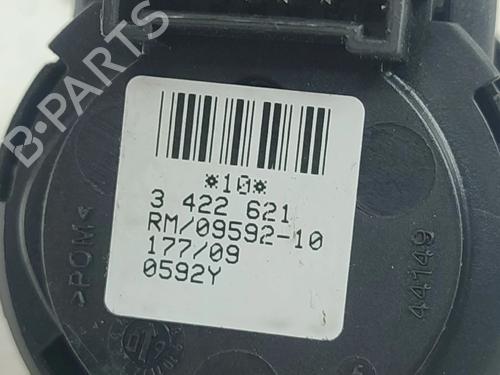 B-PARTS
*10*
3 422 621
RM/09592-10
177/09
0592Y
>POM<
44149